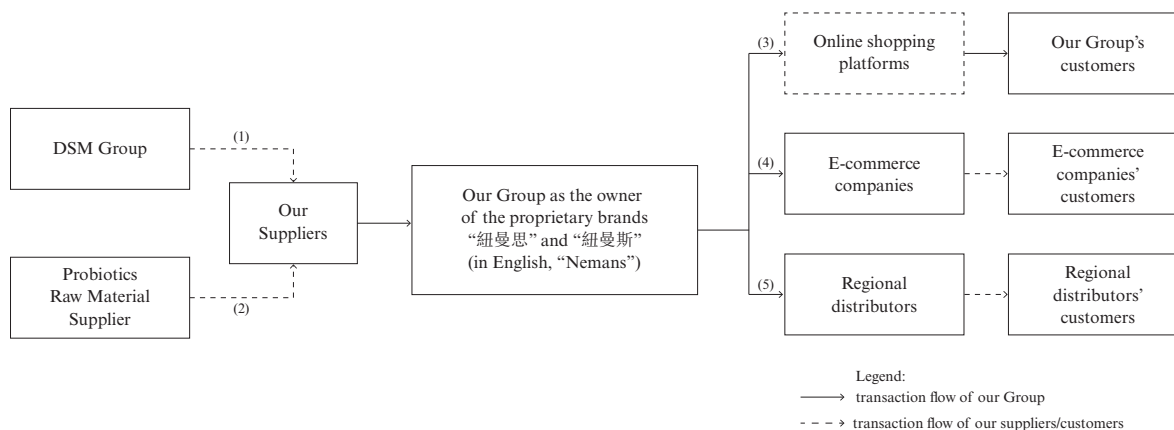 (3)
Online shopping
platforms
Our Group’s
customers
DSM Group
(1)
(4)
E-commerce
companies
E-commerce
companies’
customers
Our
Suppliers
Our Group as the owner
of the proprietary brands
“紐曼思” and “紐曼斯”
(in English, “Nemans”)
Probiotics
Raw Material
Supplier
(2)
(5)
Regional
distributors
Regional
distributors’
customers
Legend:
transaction flow of our Group
transaction flow of our suppliers/customers